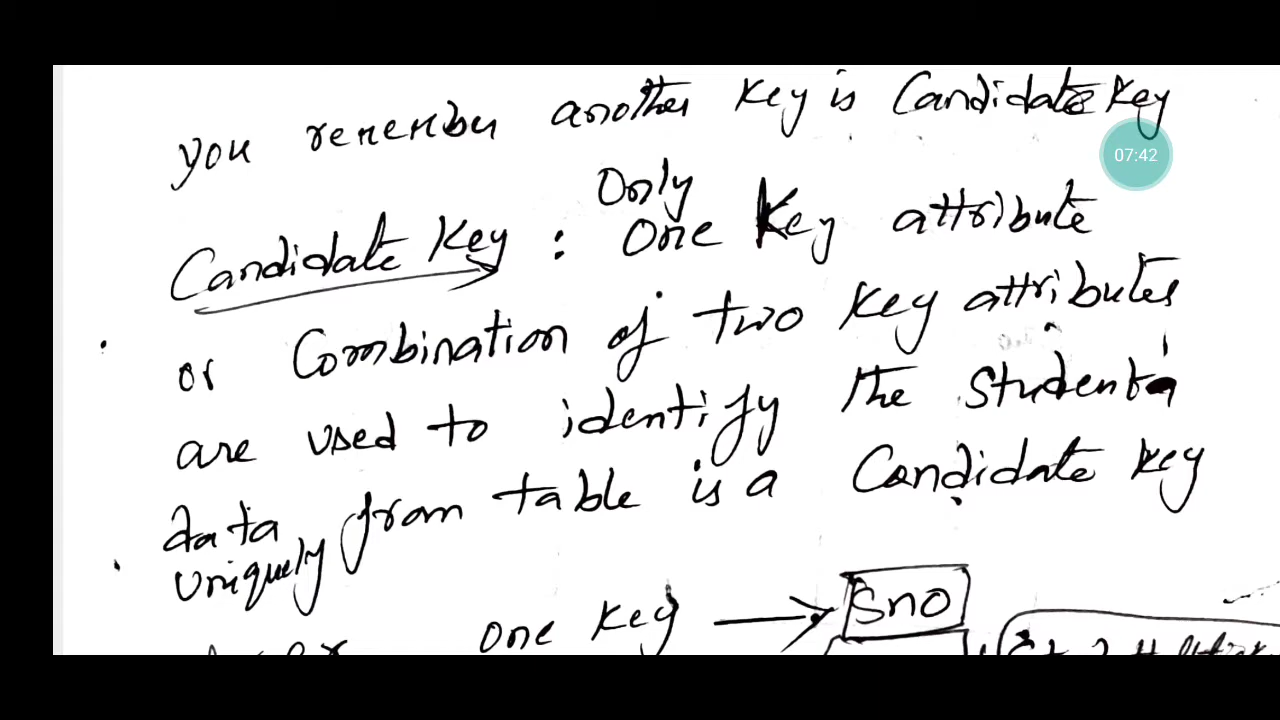 you remember another key is Candidate key
07:42
Only
Candidate Key : One Key attribute
or Combination of two key attributes
are used to identify the Student
data from table is a Candidate key
uniquely
one key → Sno